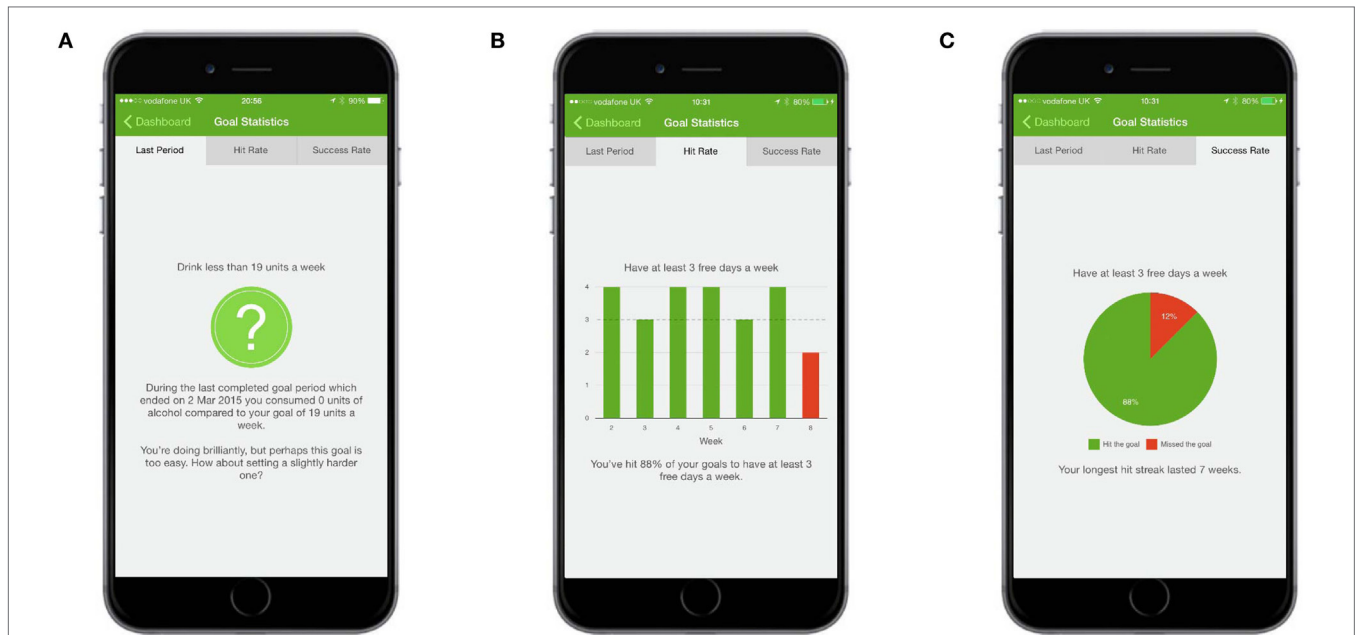 A
vodafone UK 20:56 90%
Dashboard Goal Statistics
Last Period Hit Rate Success Rate
Drink less than 19 units a week
?
During the last completed goal period which
ended on 2 Mar 2015 you consumed 0 units of
alcohol compared to your goal of 19 units a
week.
You're doing brilliantly, but perhaps this goal is
too easy. How about setting a slightly harder
one?
B
vodafone UK 10:31 80%
Dashboard Goal Statistics
Last Period Hit Rate Success Rate
Have at least 3 free days a week
4
3
2
1
0
2 3 4 5 6 7 8
Week
You've hit 88% of your goals to have at least 3
free days a week.
C
vodafone UK 10:31 80%
Dashboard Goal Statistics
Last Period Hit Rate Success Rate
Have at least 3 free days a week
12%
88%
Hit the goal Missed the goal
Your longest hit streak lasted 7 weeks.